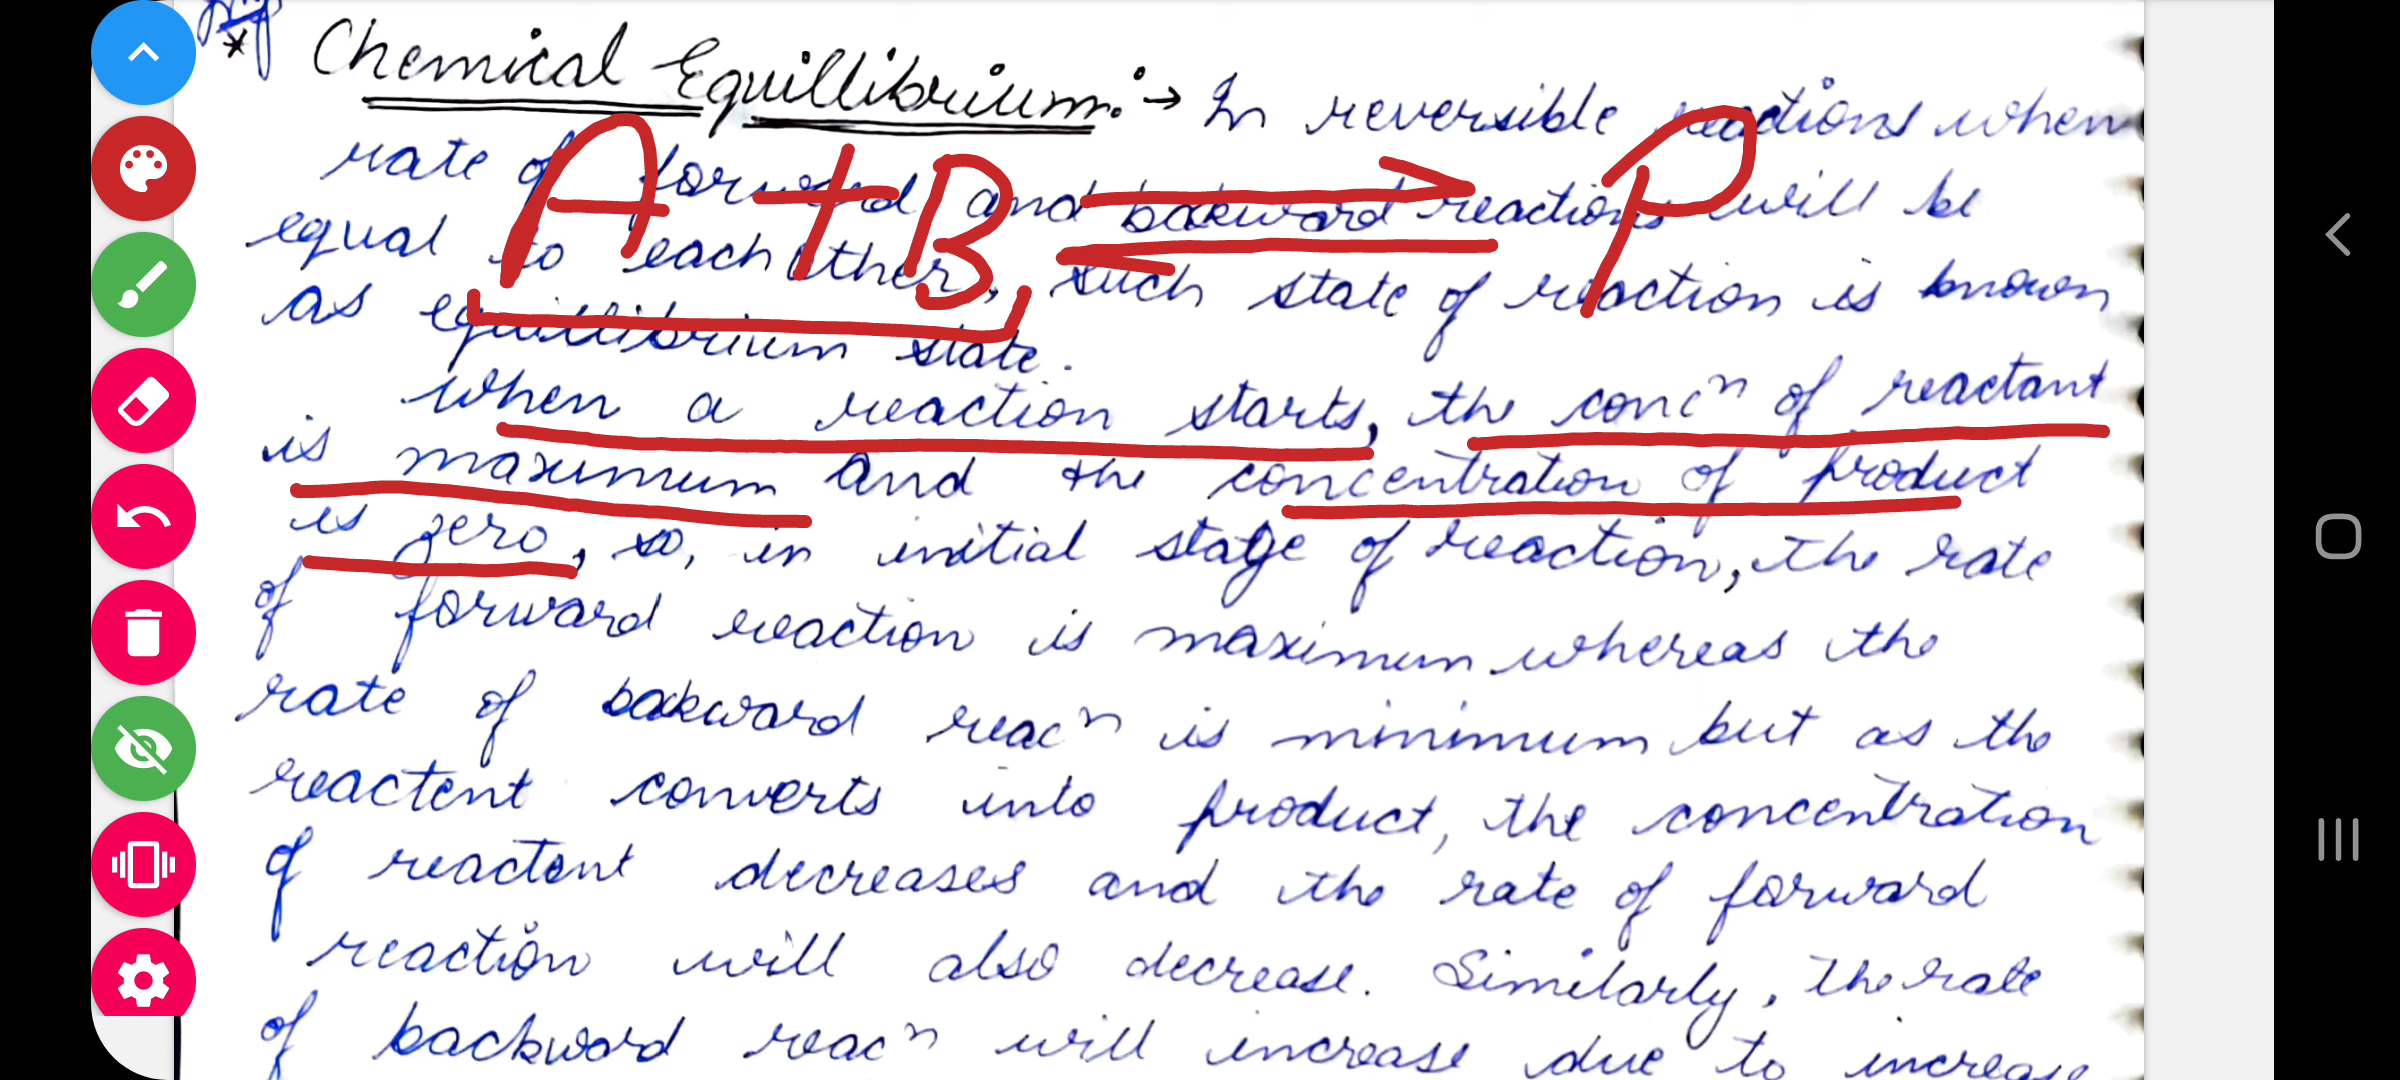 * Chemical Equillibrium :→ In reversible reactions when
rate of forward and backward reactions will be
A + B ⇌ P
equal to each other, such state of reaction is known
as equillibrium state.
when a reaction starts, the concⁿ of reactant
is maximum and the concentration of product
is zero, so, in initial stage of reaction, the rate
of forward reaction is maximum whereas the
rate of bakward reacⁿ is minimum but as the
reactent converts into product, the concentration
of reactent decreases and the rate of forward
reaction will also decrease. Similarly, the rate
of backward reacⁿ will increase due to increase